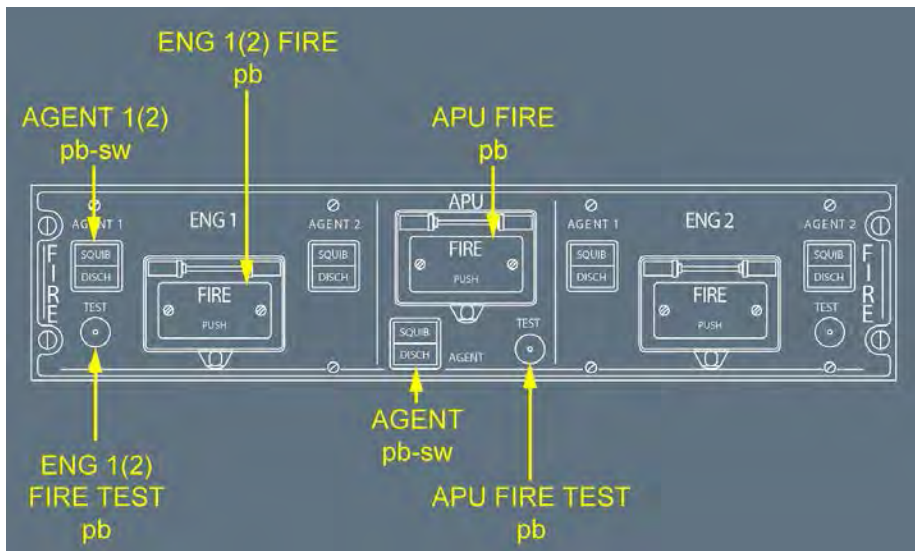 ENG 1(2) FIRE
pb
AGENT 1(2)
pb-sw
APU FIRE
pb
FIRE
AGENT 1
SQUIB
DISCH
TEST
ENG 1
FIRE
PUSH
AGENT 2
SQUIB
DISCH
APU
FIRE
PUSH
SQUIB
DISCH
AGENT
TEST
AGENT 1
SQUIB
DISCH
ENG 2
FIRE
PUSH
AGENT 2
SQUIB
DISCH
TEST
FIRE
AGENT
pb-sw
ENG 1(2)
FIRE TEST
pb
APU FIRE TEST
pb